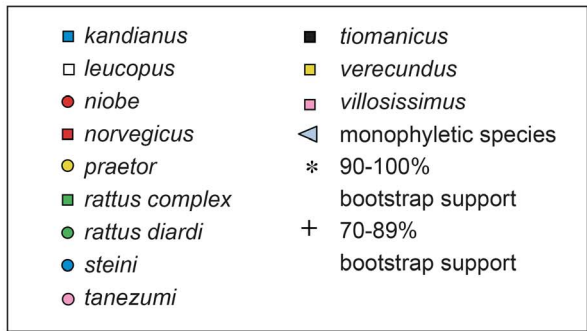 kandianus
leucopus
niobe
norvegicus
praetor
rattus complex
rattus diardi
steini
tanezumi
tiomanicus
verecundus
villosissimus
monophyletic species
* 90-100%
bootstrap support
+ 70-89%
bootstrap support